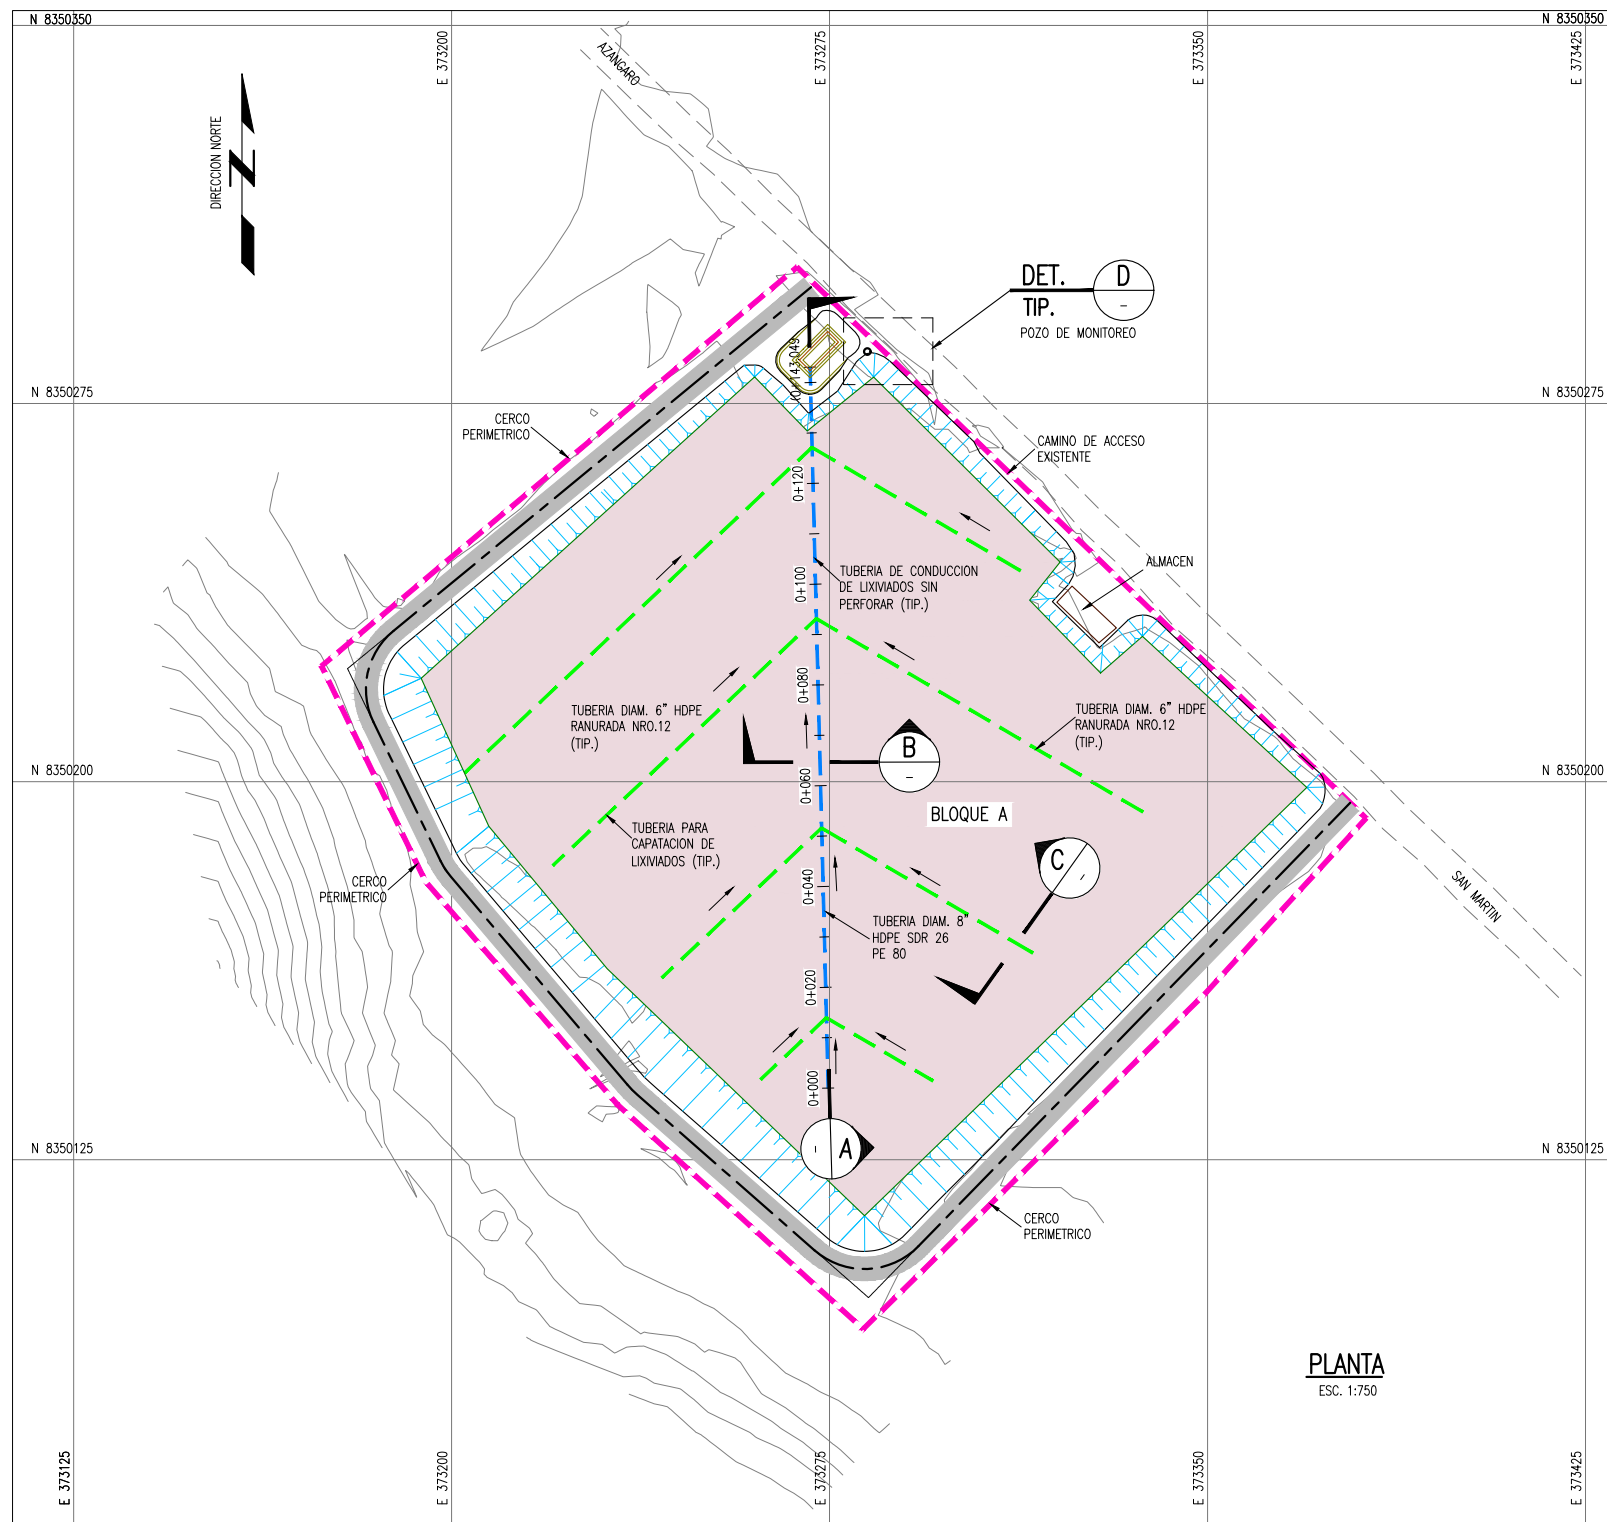 N 8350350
E 373200
E 373275
E 373350
N 8350350
E 373425
AZANGARO
DIRECCION NORTE
N
DET.
TIP.
D
-
POZO DE MONITOREO
N 8350275
N 8350275
CERCO
PERIMETRICO
CAMINO DE ACCESO
EXISTENTE
0+120
ALMACEN
TUBERIA DE CONDUCCION
DE LIXIVIADOS SIN
PERFORAR (TIP.)
0+100
0+080
TUBERIA DIAM. 6" HDPE
RANURADA NRO.12
(TIP.)
TUBERIA DIAM. 6" HDPE
RANURADA NRO.12
(TIP.)
B
-
N 8350200
N 8350200
0+060
BLOQUE A
TUBERIA PARA
CAPATACION DE
LIXIVIADOS (TIP.)
C
-
CERCO
PERIMETRICO
0+040
SAN MARTIN
TUBERIA DIAM. 8"
HDPE SDR 26
PE 80
0+020
0+000
A
-
N 8350125
N 8350125
CERCO
PERIMETRICO
PLANTA
ESC. 1:750
E 373125
E 373200
E 373275
E 373350
E 373425